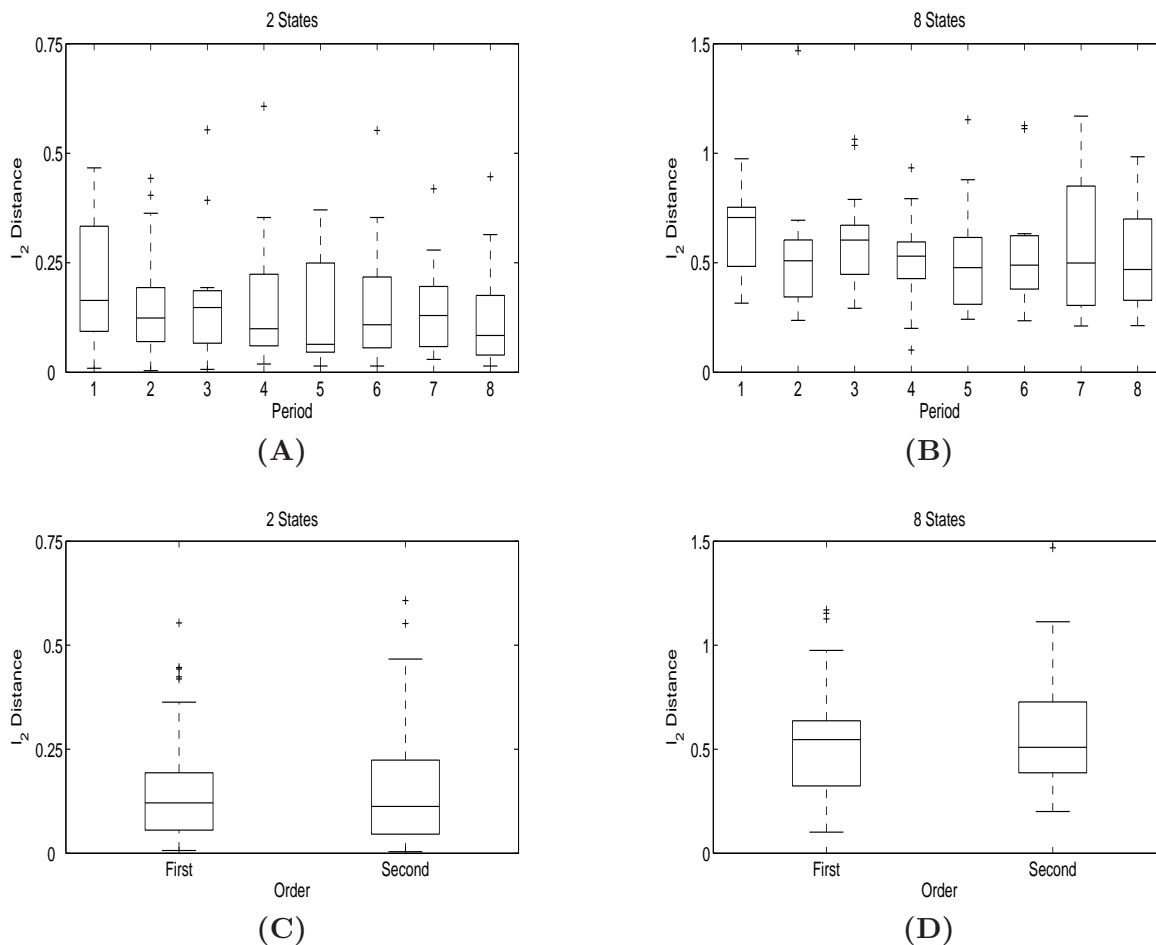 2 States
0.75
0.5
0.25
0
l2 Distance
1 2 3 4 5 6 7 8
Period
(A)
8 States
1.5
1
0.5
0
l2 Distance
1 2 3 4 5 6 7 8
Period
(B)
2 States
0.75
0.5
0.25
0
l2 Distance
First Second
Order
(C)
8 States
1.5
1
0.5
0
l2 Distance
First Second
Order
(D)